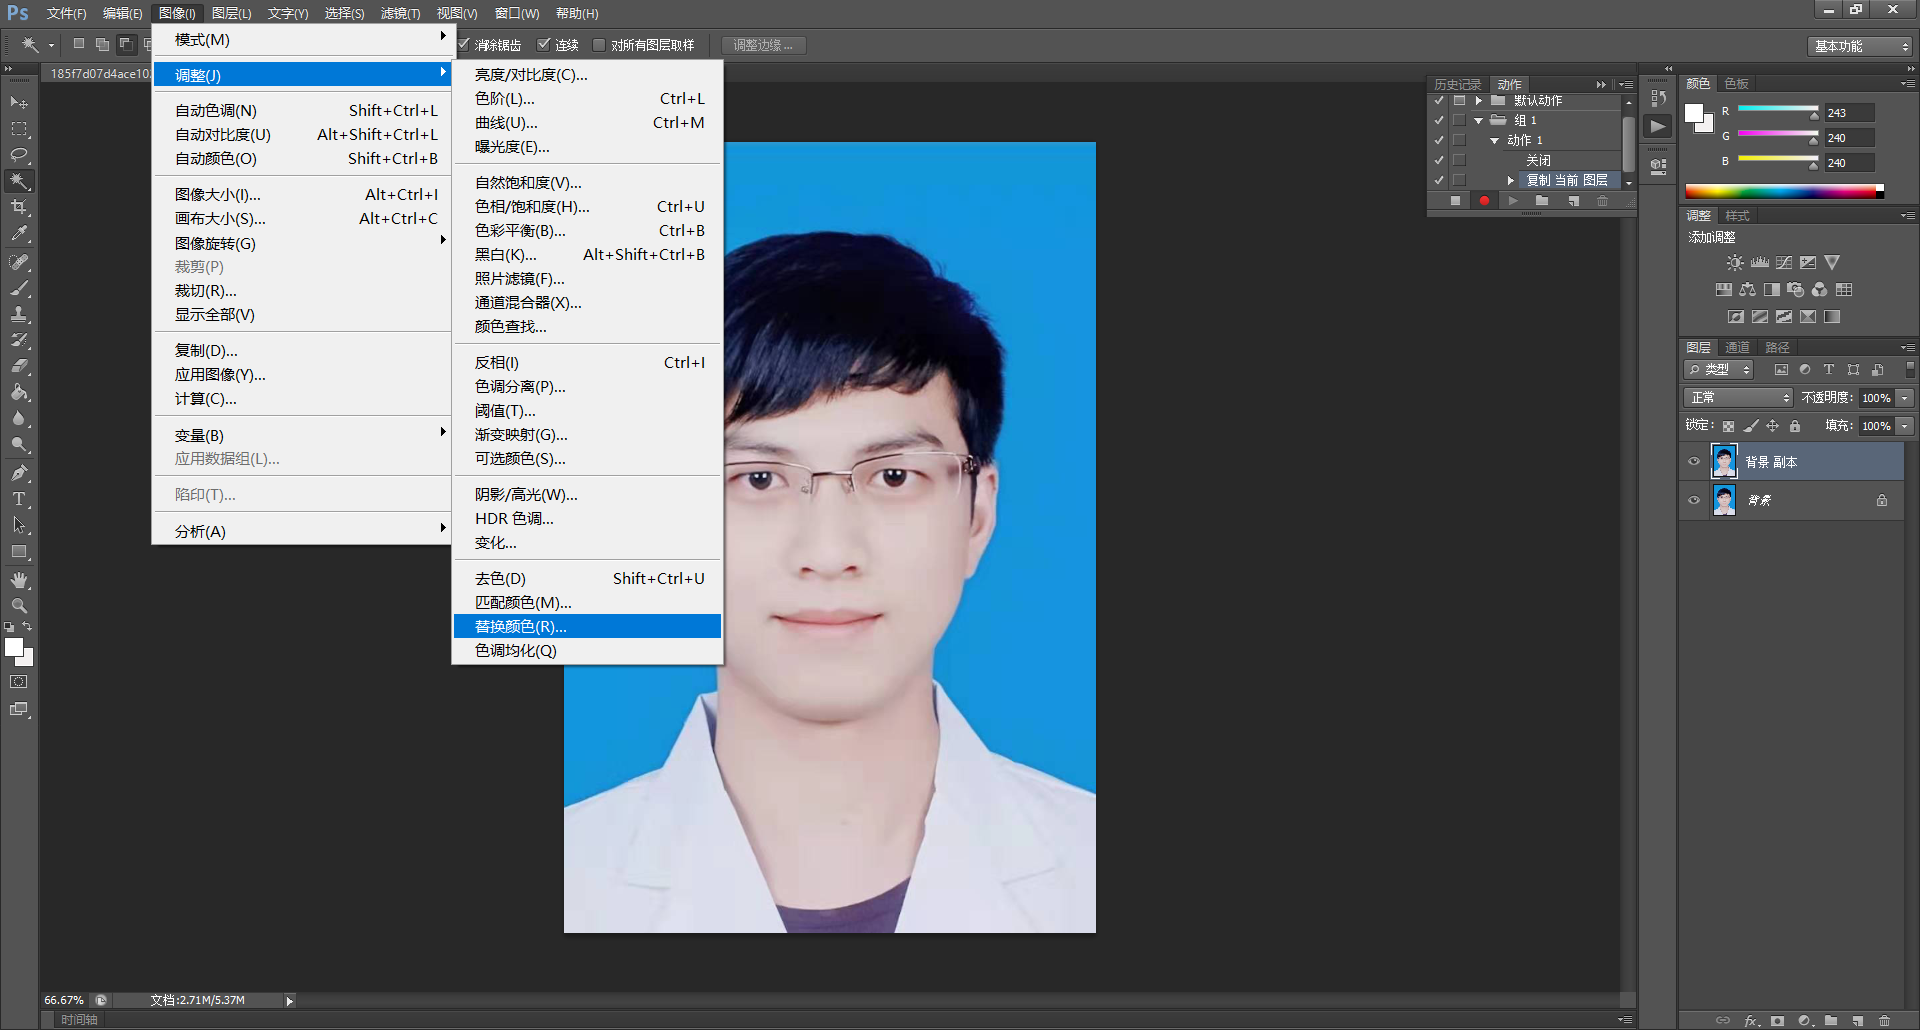 Ps 文件(F) 编辑(E) 图像(I) 图层(L) 文字(Y) 选择(S) 滤镜(T) 视图(V) 窗口(W) 帮助(H)
消除锯齿 连续 对所有图层取样 调整边缘 ... 基本功能
185f7d07d4ace10
模式(M)
调整(J)
自动色调(N) Shift+Ctrl+L
自动对比度(U) Alt+Shift+Ctrl+L
自动颜色(O) Shift+Ctrl+B
图像大小(I)... Alt+Ctrl+I
画布大小(S)... Alt+Ctrl+C
图像旋转(G)
裁剪(P)
裁切(R)...
显示全部(V)
复制(D)...
应用图像(Y)...
计算(C)...
变量(B)
应用数据组(L)...
陷印(T)...
分析(A)
亮度/对比度(C)...
色阶(L)... Ctrl+L
曲线(U)... Ctrl+M
曝光度(E)...
自然饱和度(V)...
色相/饱和度(H)... Ctrl+U
色彩平衡(B)... Ctrl+B
黑白(K)... Alt+Shift+Ctrl+B
照片滤镜(F)...
通道混合器(X)...
颜色查找...
反相(I) Ctrl+I
色调分离(P)...
阈值(T)...
渐变映射(G)...
可选颜色(S)...
阴影/高光(W)...
HDR 色调...
变化...
去色(D) Shift+Ctrl+U
匹配颜色(M)...
替换颜色(R)...
色调均化(Q)
历史记录 动作
默认动作
组 1
动作 1
关闭
复制 当前 图层
颜色 色板
R 243
G 240
B 240
调整 样式
添加调整
图层 通道 路径
类型
正常 不透明度: 100%
锁定: 填充: 100%
背景 副本
背景
66.67% 文档:2.71M/5.37M
时间轴